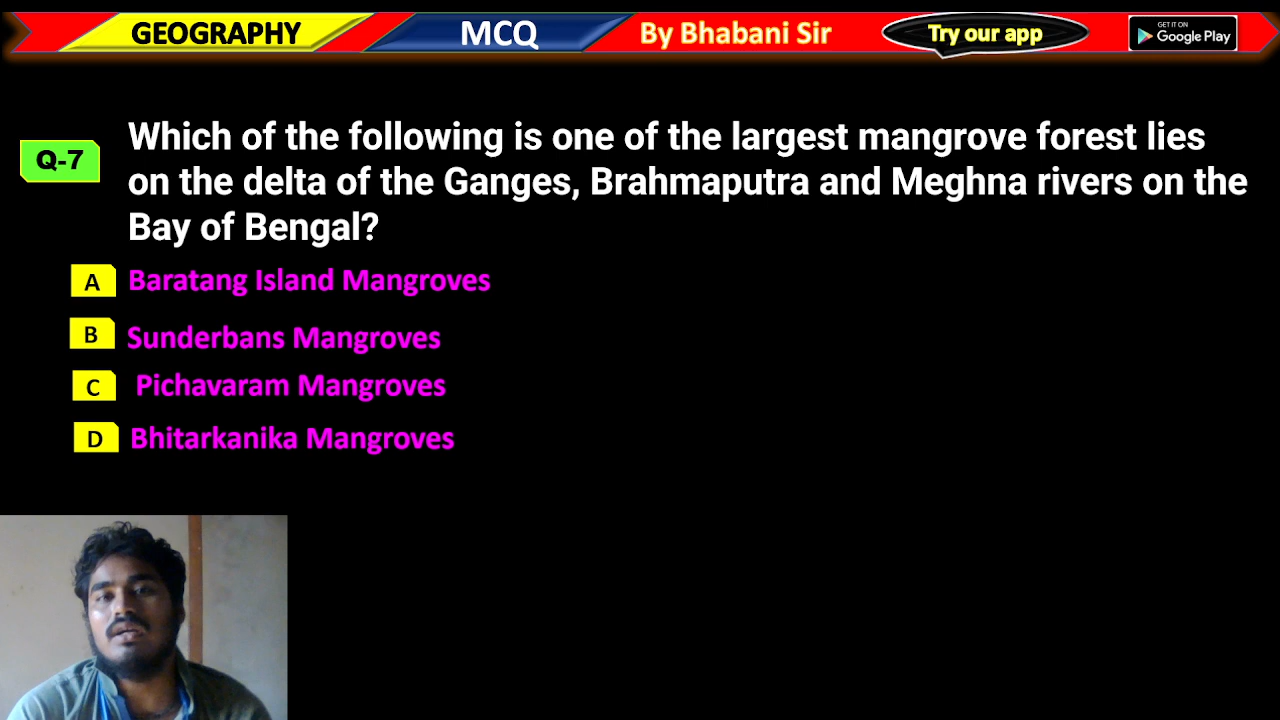 GEOGRAPHY MCQ By Bhabani Sir Try our app GET IT ON Google Play
Q-7
Which of the following is one of the largest mangrove forest lies
on the delta of the Ganges, Brahmaputra and Meghna rivers on the
Bay of Bengal?
A Baratang Island Mangroves
B Sunderbans Mangroves
C Pichavaram Mangroves
D Bhitarkanika Mangroves